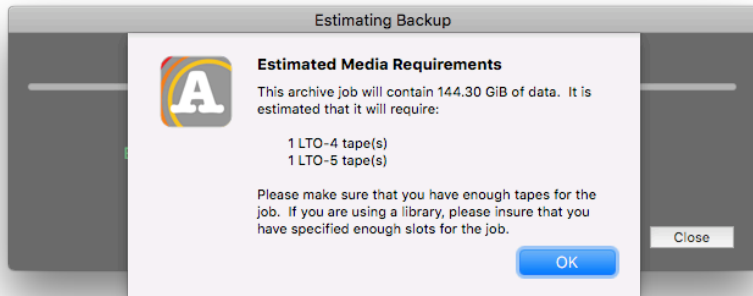 Estimating Backup
A
Estimated Media Requirements
This archive job will contain 144.30 GiB of data.  It is
estimated that it will require:
1 LTO-4 tape(s)
1 LTO-5 tape(s)
Please make sure that you have enough tapes for the
job.  If you are using a library, please insure that you
have specified enough slots for the job.
Close
OK